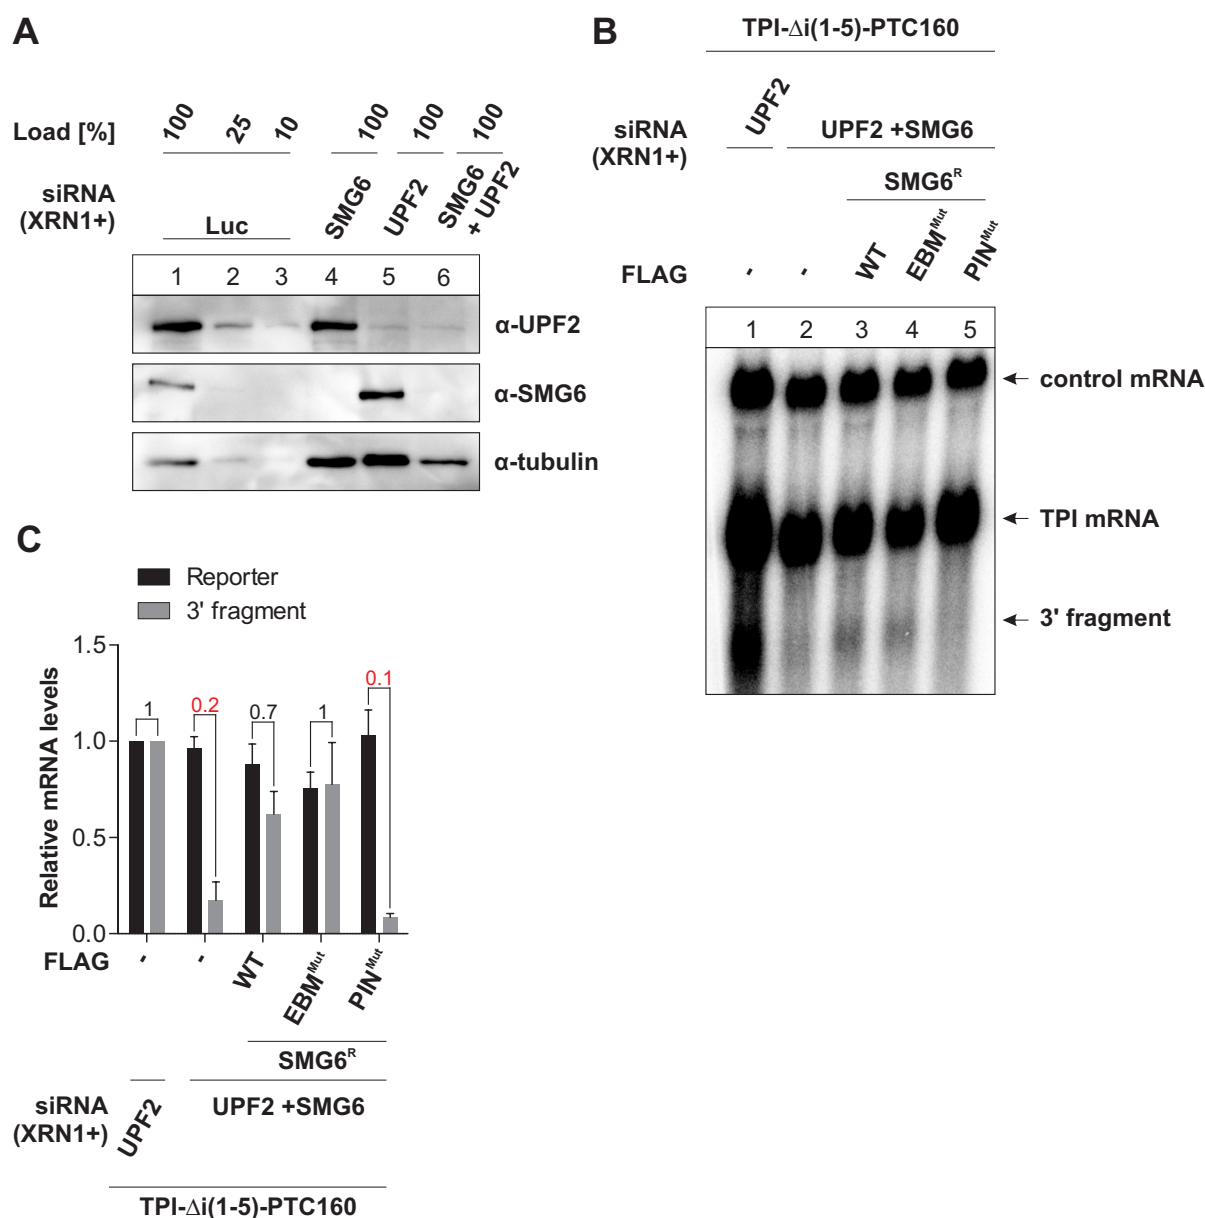 A
Load [%]
100
25
10
100
100
100
siRNA
(XRN1+)
Luc
SMG6
UPF2
SMG6
+ UPF2
1 2 3 4 5 6
α-UPF2
α-SMG6
α-tubulin
B
TPI-Δi(1-5)-PTC160
siRNA
(XRN1+)
UPF2
UPF2 +SMG6
SMG6R
FLAG
-
-
WT
EBMMut
PINMut
1 2 3 4 5
control mRNA
TPI mRNA
3' fragment
C
Reporter
3' fragment
Relative mRNA levels
1.5
1.0
0.5
0.0
1
0.2
0.7
1
0.1
FLAG
-
-
WT
EBMMut
PINMut
SMG6R
siRNA
(XRN1+)
UPF2
UPF2 +SMG6
TPI-Δi(1-5)-PTC160